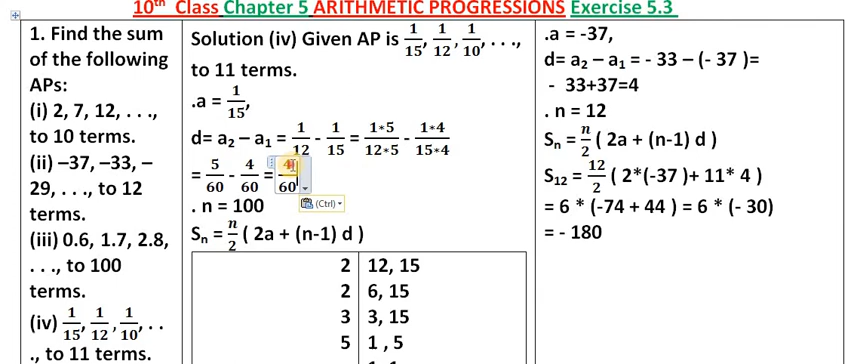 10th Class Chapter 5 ARITHMETIC PROGRESSIONS Exercise 5.3
1. Find the sum
of the following
APs:
(i) 2, 7, 12, . . .,
to 10 terms.
(ii) –37, –33, –
29, . . ., to 12
terms.
(iii) 0.6, 1.7, 2.8,
. . ., to 100
terms.
(iv) 1/15, 1/12, 1/10, . .
., to 11 terms.
Solution (iv) Given AP is 1/15, 1/12, 1/10, . . .,
to 11 terms.
.a = 1/15,
d= a₂ – a₁ = 1/12 - 1/15 = 1*5/12*5 - 1*4/15*4
= 5/60 - 4/60 = 4/60
(Ctrl)
. n = 100
Sₙ = n/2 ( 2a + (n-1) d )
2 12, 15
2 6, 15
3 3, 15
5 1 , 5
.a = -37,
d= a₂ – a₁ = - 33 – (- 37 )=
- 33+37=4
. n = 12
Sₙ = n/2 ( 2a + (n-1) d )
S₁₂ = 12/2 ( 2*(-37 )+ 11* 4 )
= 6 * (-74 + 44 ) = 6 * (- 30)
= - 180